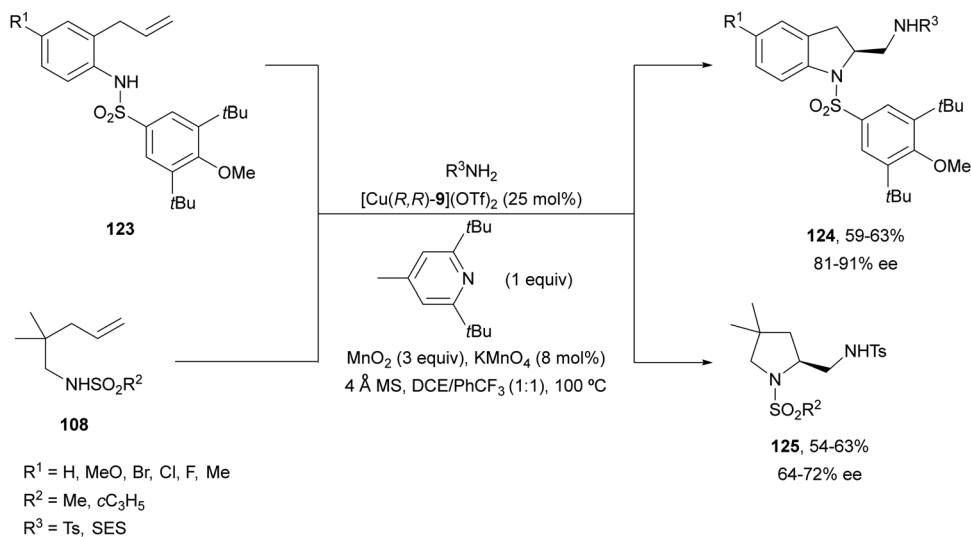 R1
NH
O2S
tBu
OMe
tBu
123
NHSO2R2
108
R1 = H, MeO, Br, Cl, F, Me
R2 = Me, cC3H5
R3 = Ts, SES
R3NH2
[Cu(R,R)-9](OTf)2 (25 mol%)
tBu
N
(1 equiv)
tBu
MnO2 (3 equiv), KMnO4 (8 mol%)
4 Å MS, DCE/PhCF3 (1:1), 100 ºC
R1
NHR3
N
O2S
tBu
OMe
tBu
124, 59-63%
81-91% ee
NHTs
N
SO2R2
125, 54-63%
64-72% ee